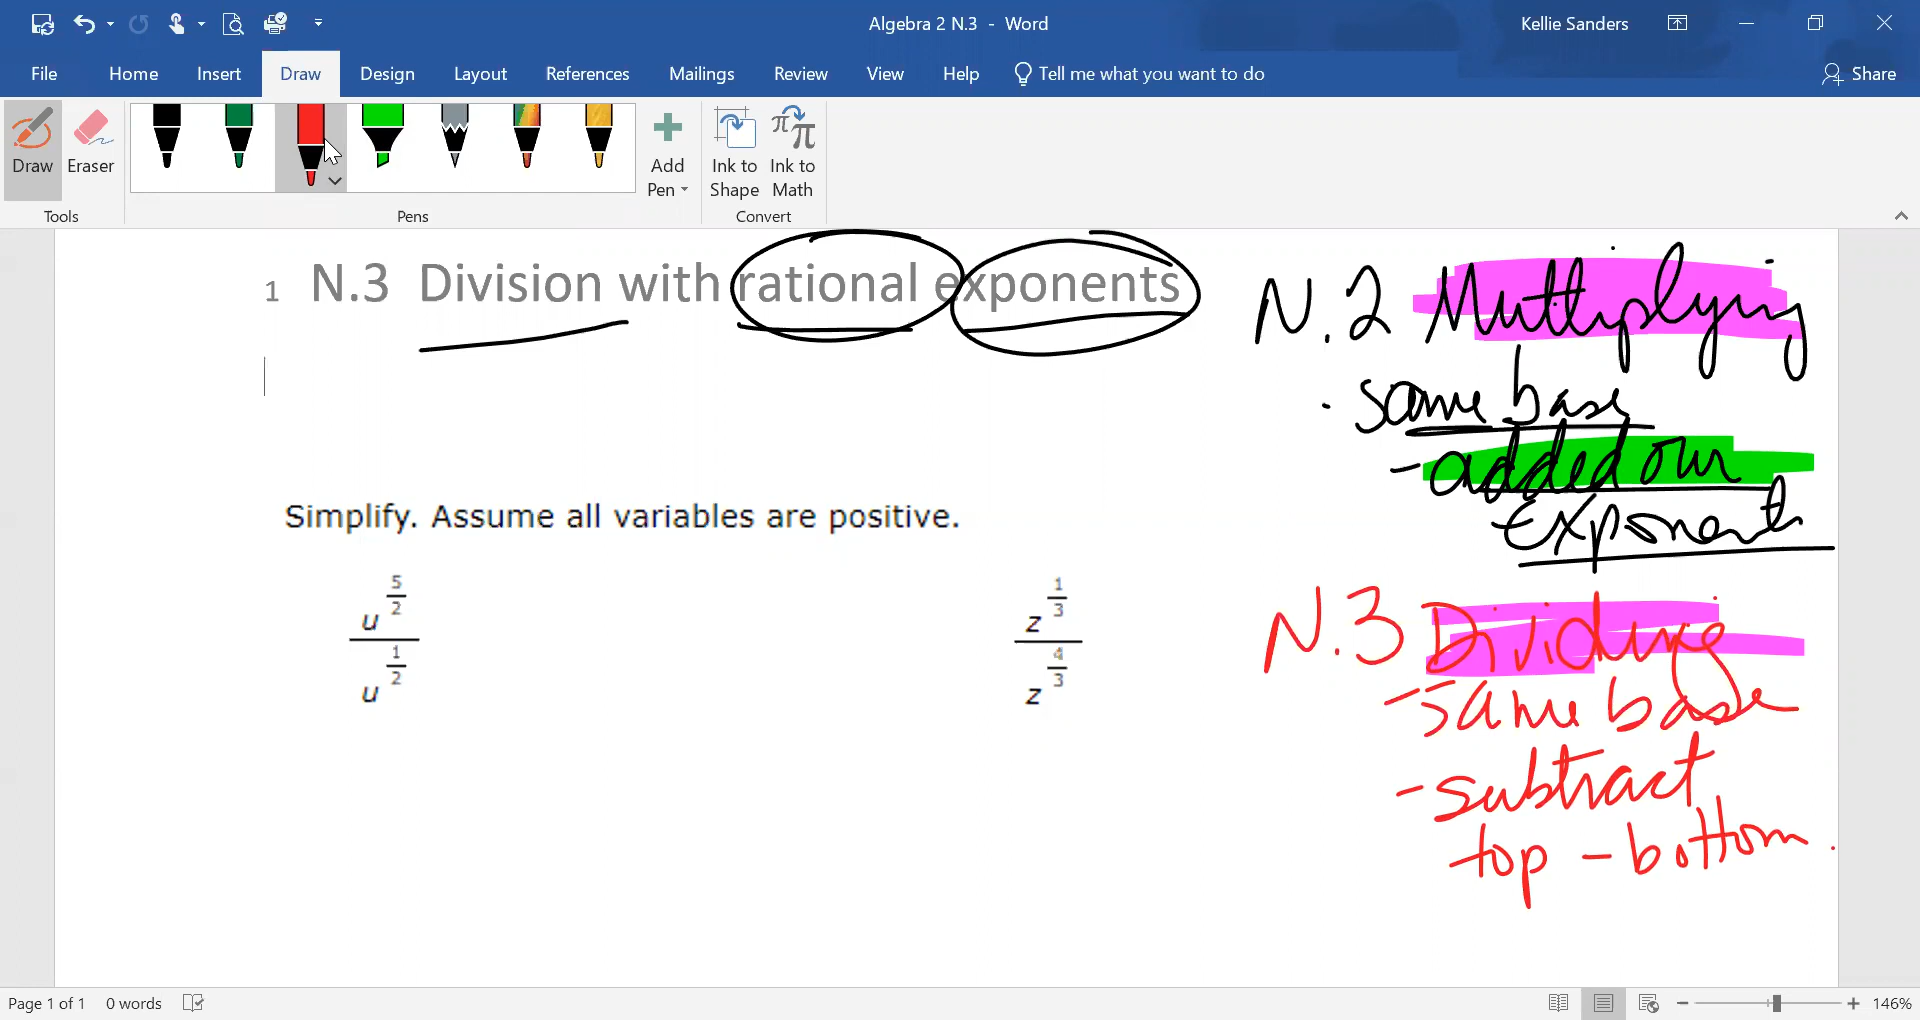 Algebra 2 N.3 - Word
Kellie Sanders
File Home Insert Draw Design Layout References Mailings Review View Help Tell me what you want to do Share
Draw Eraser Add Pen Ink to Shape Ink to Math
Tools Pens Convert
1 N.3 Division with rational exponents
N.2 Multiplying
· same base
- added our
exponents
Simplify. Assume all variables are positive.
u^(5/2) / u^(1/2)
z^(1/3) / z^(4/3)
N.3 Dividing
- same base
- subtract
top - bottom.
Page 1 of 1 0 words 146%